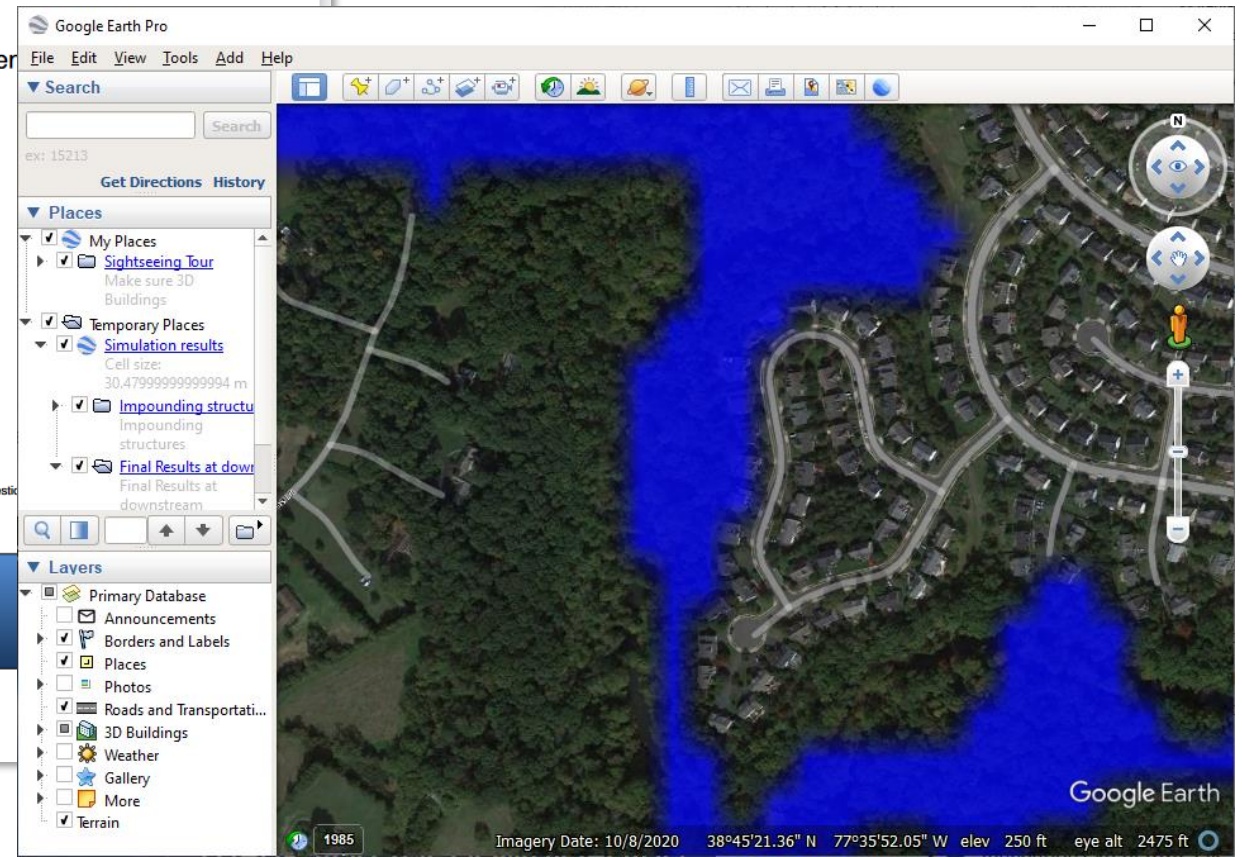 Google Earth Pro
er
File Edit View Tools Add Help
Search
Search
ex: 15213
Get Directions History
Places
My Places
Sightseeing Tour
Make sure 3D
Buildings
Temporary Places
Simulation results
Cell size:
30.47999999999994 m
Impounding structu
Impounding
structures
Final Results at down
Final Results at
downstream
Layers
Primary Database
Announcements
Borders and Labels
Places
Photos
Roads and Transportati...
3D Buildings
Weather
Gallery
More
Terrain
N
Google Earth
1985
Imagery Date: 10/8/2020 38°45'21.36" N 77°35'52.05" W elev 250 ft eye alt 2475 ft